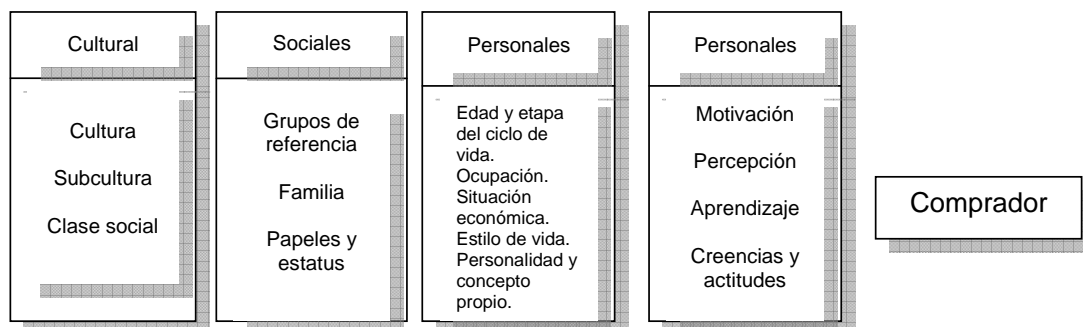 Cultural
Cultura
Subcultura
Clase social
Sociales
Grupos de
referencia
Familia
Papeles y
estatus
Personales
Edad y etapa
del ciclo de
vida.
Ocupación.
Situación
económica.
Estilo de vida.
Personalidad y
concepto
propio.
Personales
Motivación
Percepción
Aprendizaje
Creencias y
actitudes
Comprador